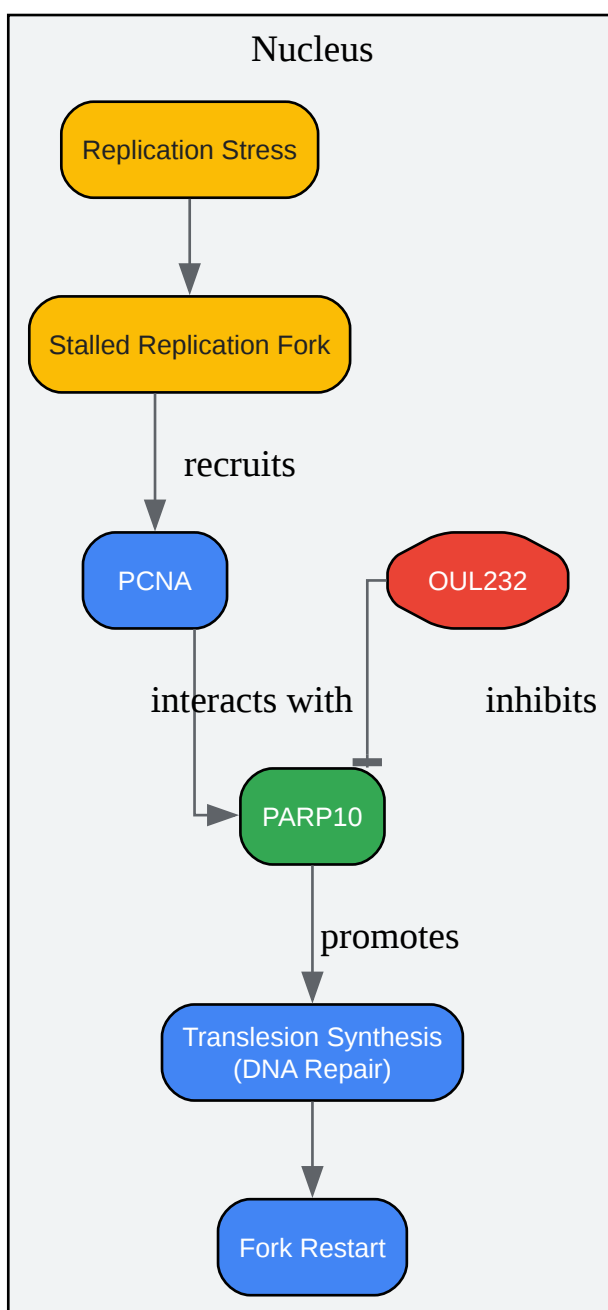 Nucleus
Replication Stress
Stalled Replication Fork
recruits
PCNA
OUL232
interacts with
inhibits
PARP10
promotes
Translesion Synthesis
(DNA Repair)
Fork Restart